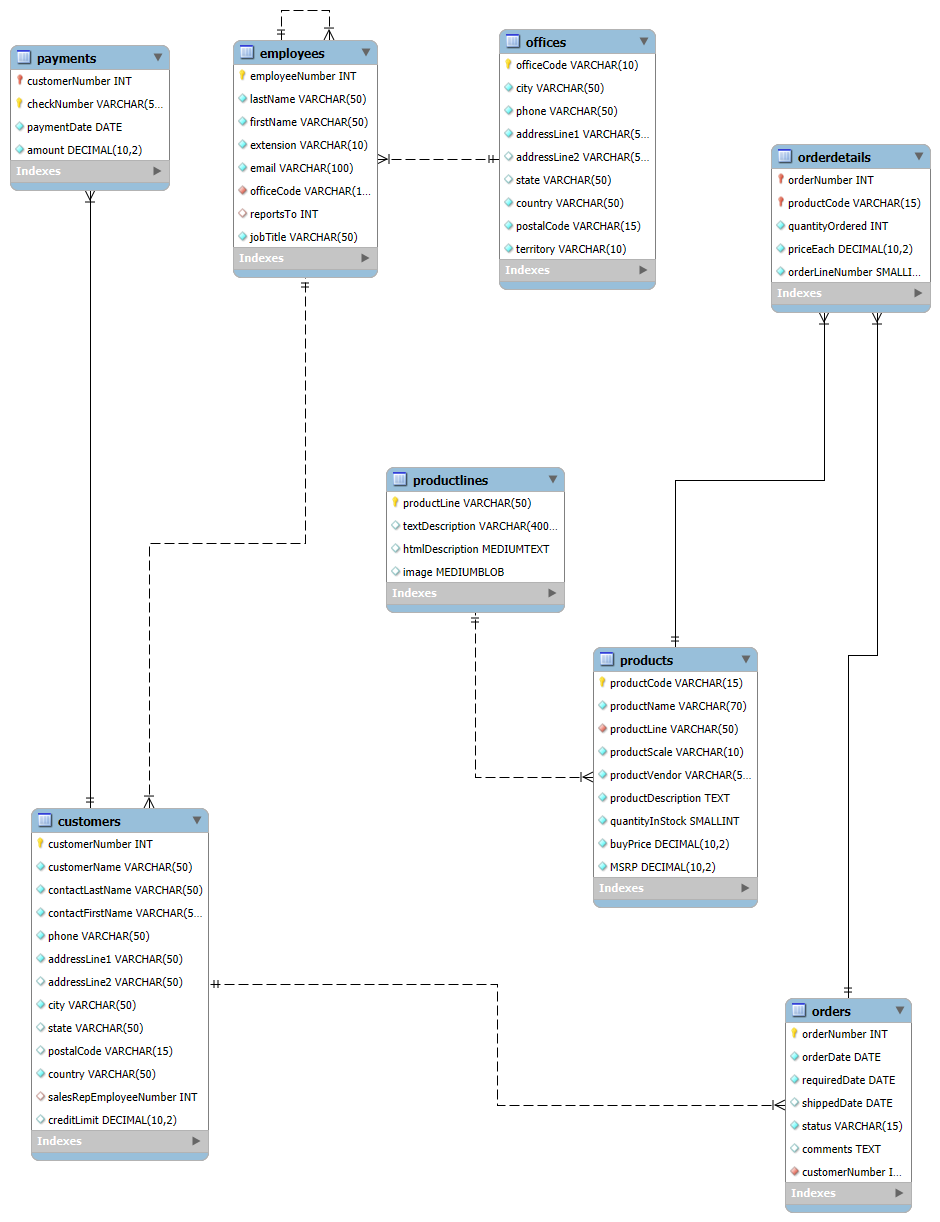 payments
customerNumber INT
checkNumber VARCHAR(5...
paymentDate DATE
amount DECIMAL(10,2)
Indexes
employees
employeeNumber INT
lastName VARCHAR(50)
firstName VARCHAR(50)
extension VARCHAR(10)
email VARCHAR(100)
officeCode VARCHAR(1...
reportsTo INT
jobTitle VARCHAR(50)
Indexes
offices
officeCode VARCHAR(10)
city VARCHAR(50)
phone VARCHAR(50)
addressLine1 VARCHAR(5...
addressLine2 VARCHAR(5...
state VARCHAR(50)
country VARCHAR(50)
postalCode VARCHAR(15)
territory VARCHAR(10)
Indexes
orderdetails
orderNumber INT
productCode VARCHAR(15)
quantityOrdered INT
priceEach DECIMAL(10,2)
orderLineNumber SMALLI...
Indexes
productlines
productLine VARCHAR(50)
textDescription VARCHAR(400...
htmlDescription MEDIUMTEXT
image MEDIUMBLOB
Indexes
products
productCode VARCHAR(15)
productName VARCHAR(70)
productLine VARCHAR(50)
productScale VARCHAR(10)
productVendor VARCHAR(5...
productDescription TEXT
quantityInStock SMALLINT
buyPrice DECIMAL(10,2)
MSRP DECIMAL(10,2)
Indexes
customers
customerNumber INT
customerName VARCHAR(50)
contactLastName VARCHAR(50)
contactFirstName VARCHAR(5...
phone VARCHAR(50)
addressLine1 VARCHAR(50)
addressLine2 VARCHAR(50)
city VARCHAR(50)
state VARCHAR(50)
postalCode VARCHAR(15)
country VARCHAR(50)
salesRepEmployeeNumber INT
creditLimit DECIMAL(10,2)
Indexes
orders
orderNumber INT
orderDate DATE
requiredDate DATE
shippedDate DATE
status VARCHAR(15)
comments TEXT
customerNumber I...
Indexes